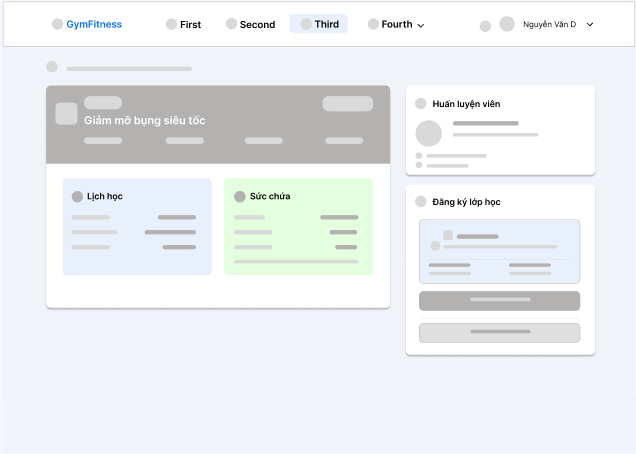 GymFitness
First
Second
Third
Fourth
Nguyễn Văn D
Giảm mỡ bụng siêu tốc
Lịch học
Sức chứa
Huấn luyện viên
Đăng ký lớp học